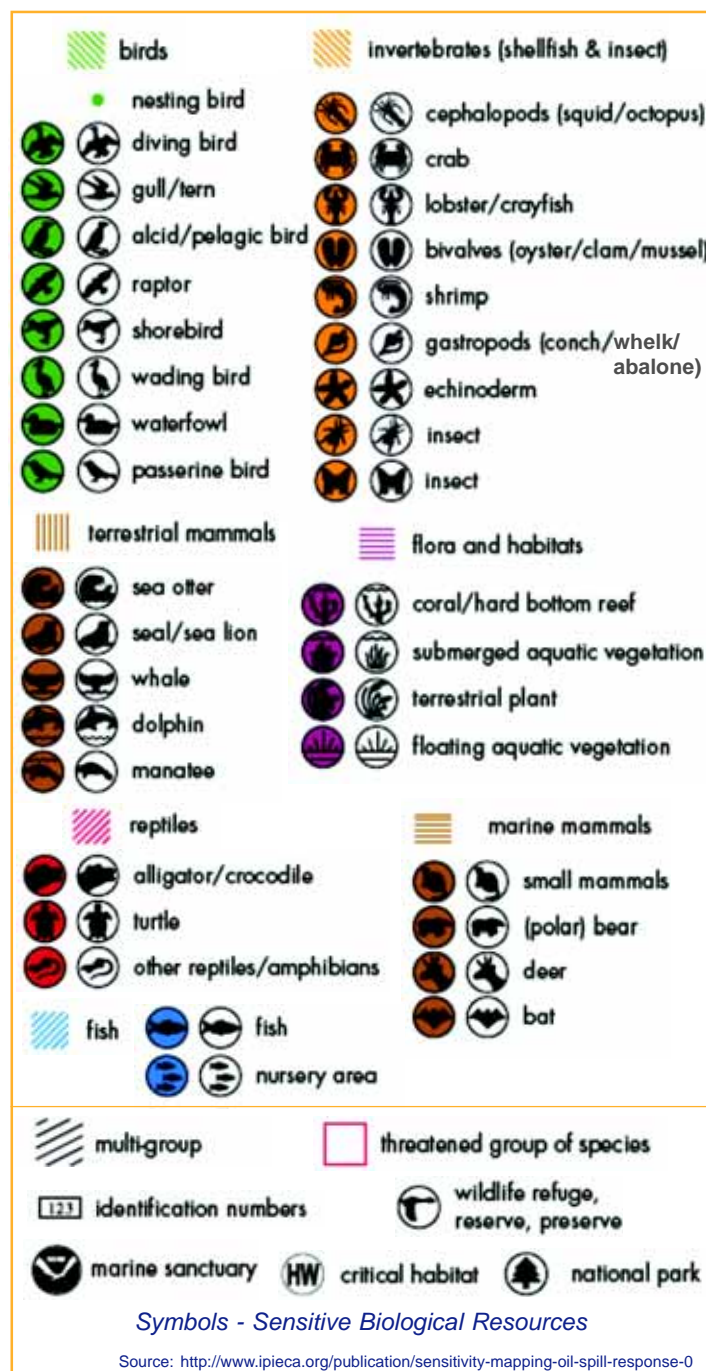 birds
nesting bird
diving bird
gull/tern
alcid/pelagic bird
raptor
shorebird
wading bird
waterfowl
passerine bird
invertebrates (shellfish & insect)
cephalopods (squid/octopus)
crab
lobster/crayfish
bivalves (oyster/clam/mussel)
shrimp
gastropods (conch/whelk/
abalone)
echinoderm
insect
insect
terrestrial mammals
sea otter
seal/sea lion
whale
dolphin
manatee
flora and habitats
coral/hard bottom reef
submerged aquatic vegetation
terrestrial plant
floating aquatic vegetation
reptiles
alligator/crocodile
turtle
other reptiles/amphibians
marine mammals
small mammals
(polar) bear
deer
bat
fish
fish
nursery area
multi-group
threatened group of species
123 identification numbers
wildlife refuge,
reserve, preserve
marine sanctuary
HW critical habitat
national park
Symbols - Sensitive Biological Resources
Source: http://www.ipieca.org/publication/sensitivity-mapping-oil-spill-response-0